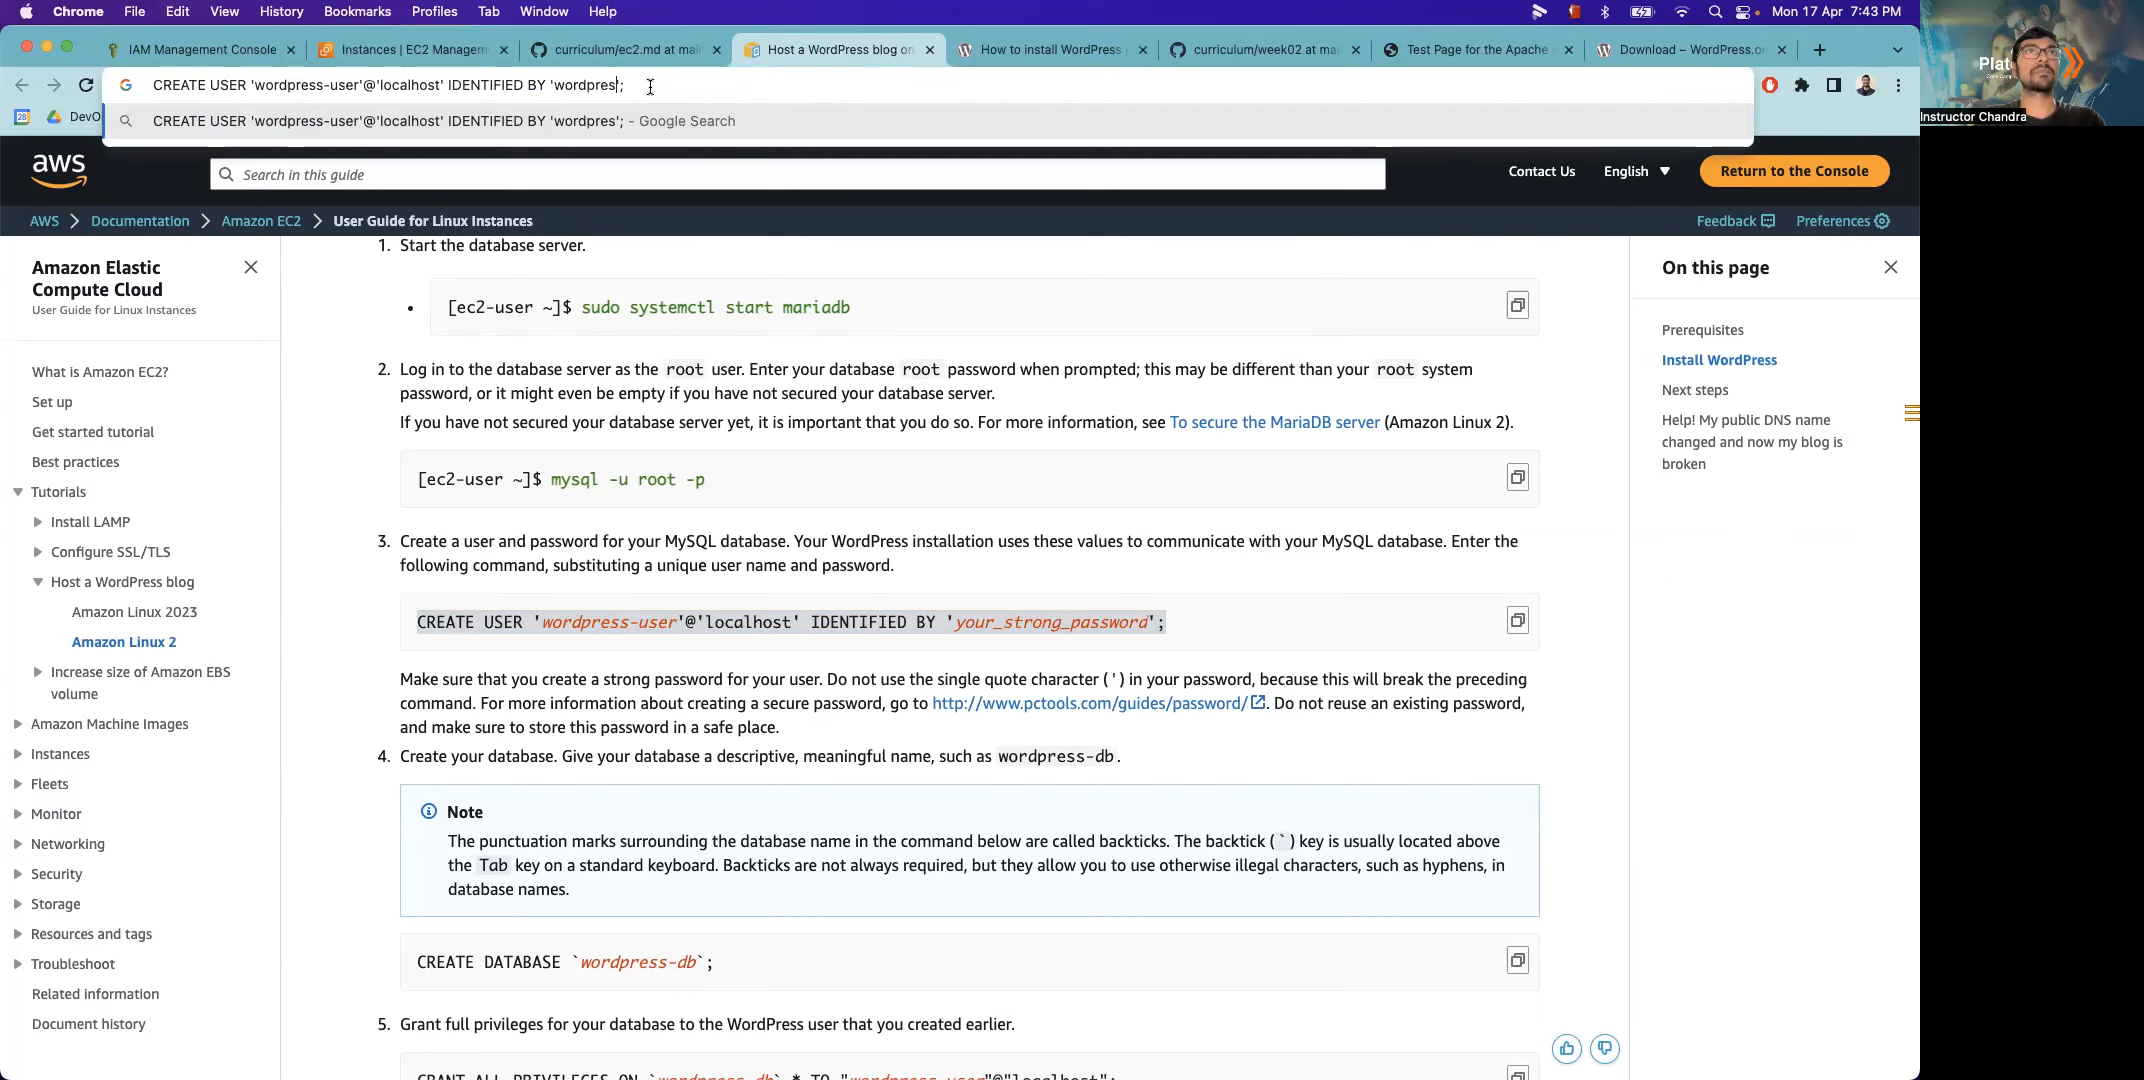 Chrome File Edit View History Bookmarks Profiles Tab Window Help Mon 17 Apr 7:43 PM
IAM Management Console Instances | EC2 Managem curriculum/ec2.md at mai Host a WordPress blog on How to install WordPress curriculum/week02 at mai Test Page for the Apache Download – WordPress.or
CREATE USER 'wordpress-user'@'localhost' IDENTIFIED BY 'wordpres';
DevO CREATE USER 'wordpress-user'@'localhost' IDENTIFIED BY 'wordpres'; - Google Search
Plat
Instructor Chandra
aws Search in this guide Contact Us English Return to the Console
AWS Documentation Amazon EC2 User Guide for Linux Instances Feedback Preferences
Amazon Elastic
Compute Cloud
User Guide for Linux Instances
What is Amazon EC2?
Set up
Get started tutorial
Best practices
Tutorials
Install LAMP
Configure SSL/TLS
Host a WordPress blog
Amazon Linux 2023
Amazon Linux 2
Increase size of Amazon EBS
volume
Amazon Machine Images
Instances
Fleets
Monitor
Networking
Security
Storage
Resources and tags
Troubleshoot
Related information
Document history
1. Start the database server.
[ec2-user ~]$ sudo systemctl start mariadb
2. Log in to the database server as the root user. Enter your database root password when prompted; this may be different than your root system
password, or it might even be empty if you have not secured your database server.
If you have not secured your database server yet, it is important that you do so. For more information, see To secure the MariaDB server (Amazon Linux 2).
[ec2-user ~]$ mysql -u root -p
3. Create a user and password for your MySQL database. Your WordPress installation uses these values to communicate with your MySQL database. Enter the
following command, substituting a unique user name and password.
CREATE USER 'wordpress-user'@'localhost' IDENTIFIED BY 'your_strong_password';
Make sure that you create a strong password for your user. Do not use the single quote character ( ' ) in your password, because this will break the preceding
command. For more information about creating a secure password, go to http://www.pctools.com/guides/password/. Do not reuse an existing password,
and make sure to store this password in a safe place.
4. Create your database. Give your database a descriptive, meaningful name, such as wordpress-db.
Note
The punctuation marks surrounding the database name in the command below are called backticks. The backtick (`) key is usually located above
the Tab key on a standard keyboard. Backticks are not always required, but they allow you to use otherwise illegal characters, such as hyphens, in
database names.
CREATE DATABASE `wordpress-db`;
5. Grant full privileges for your database to the WordPress user that you created earlier.
GRANT ALL PRIVILEGES ON `wordpress-db`.* TO "wordpress-user"@"localhost";
On this page
Prerequisites
Install WordPress
Next steps
Help! My public DNS name
changed and now my blog is
broken